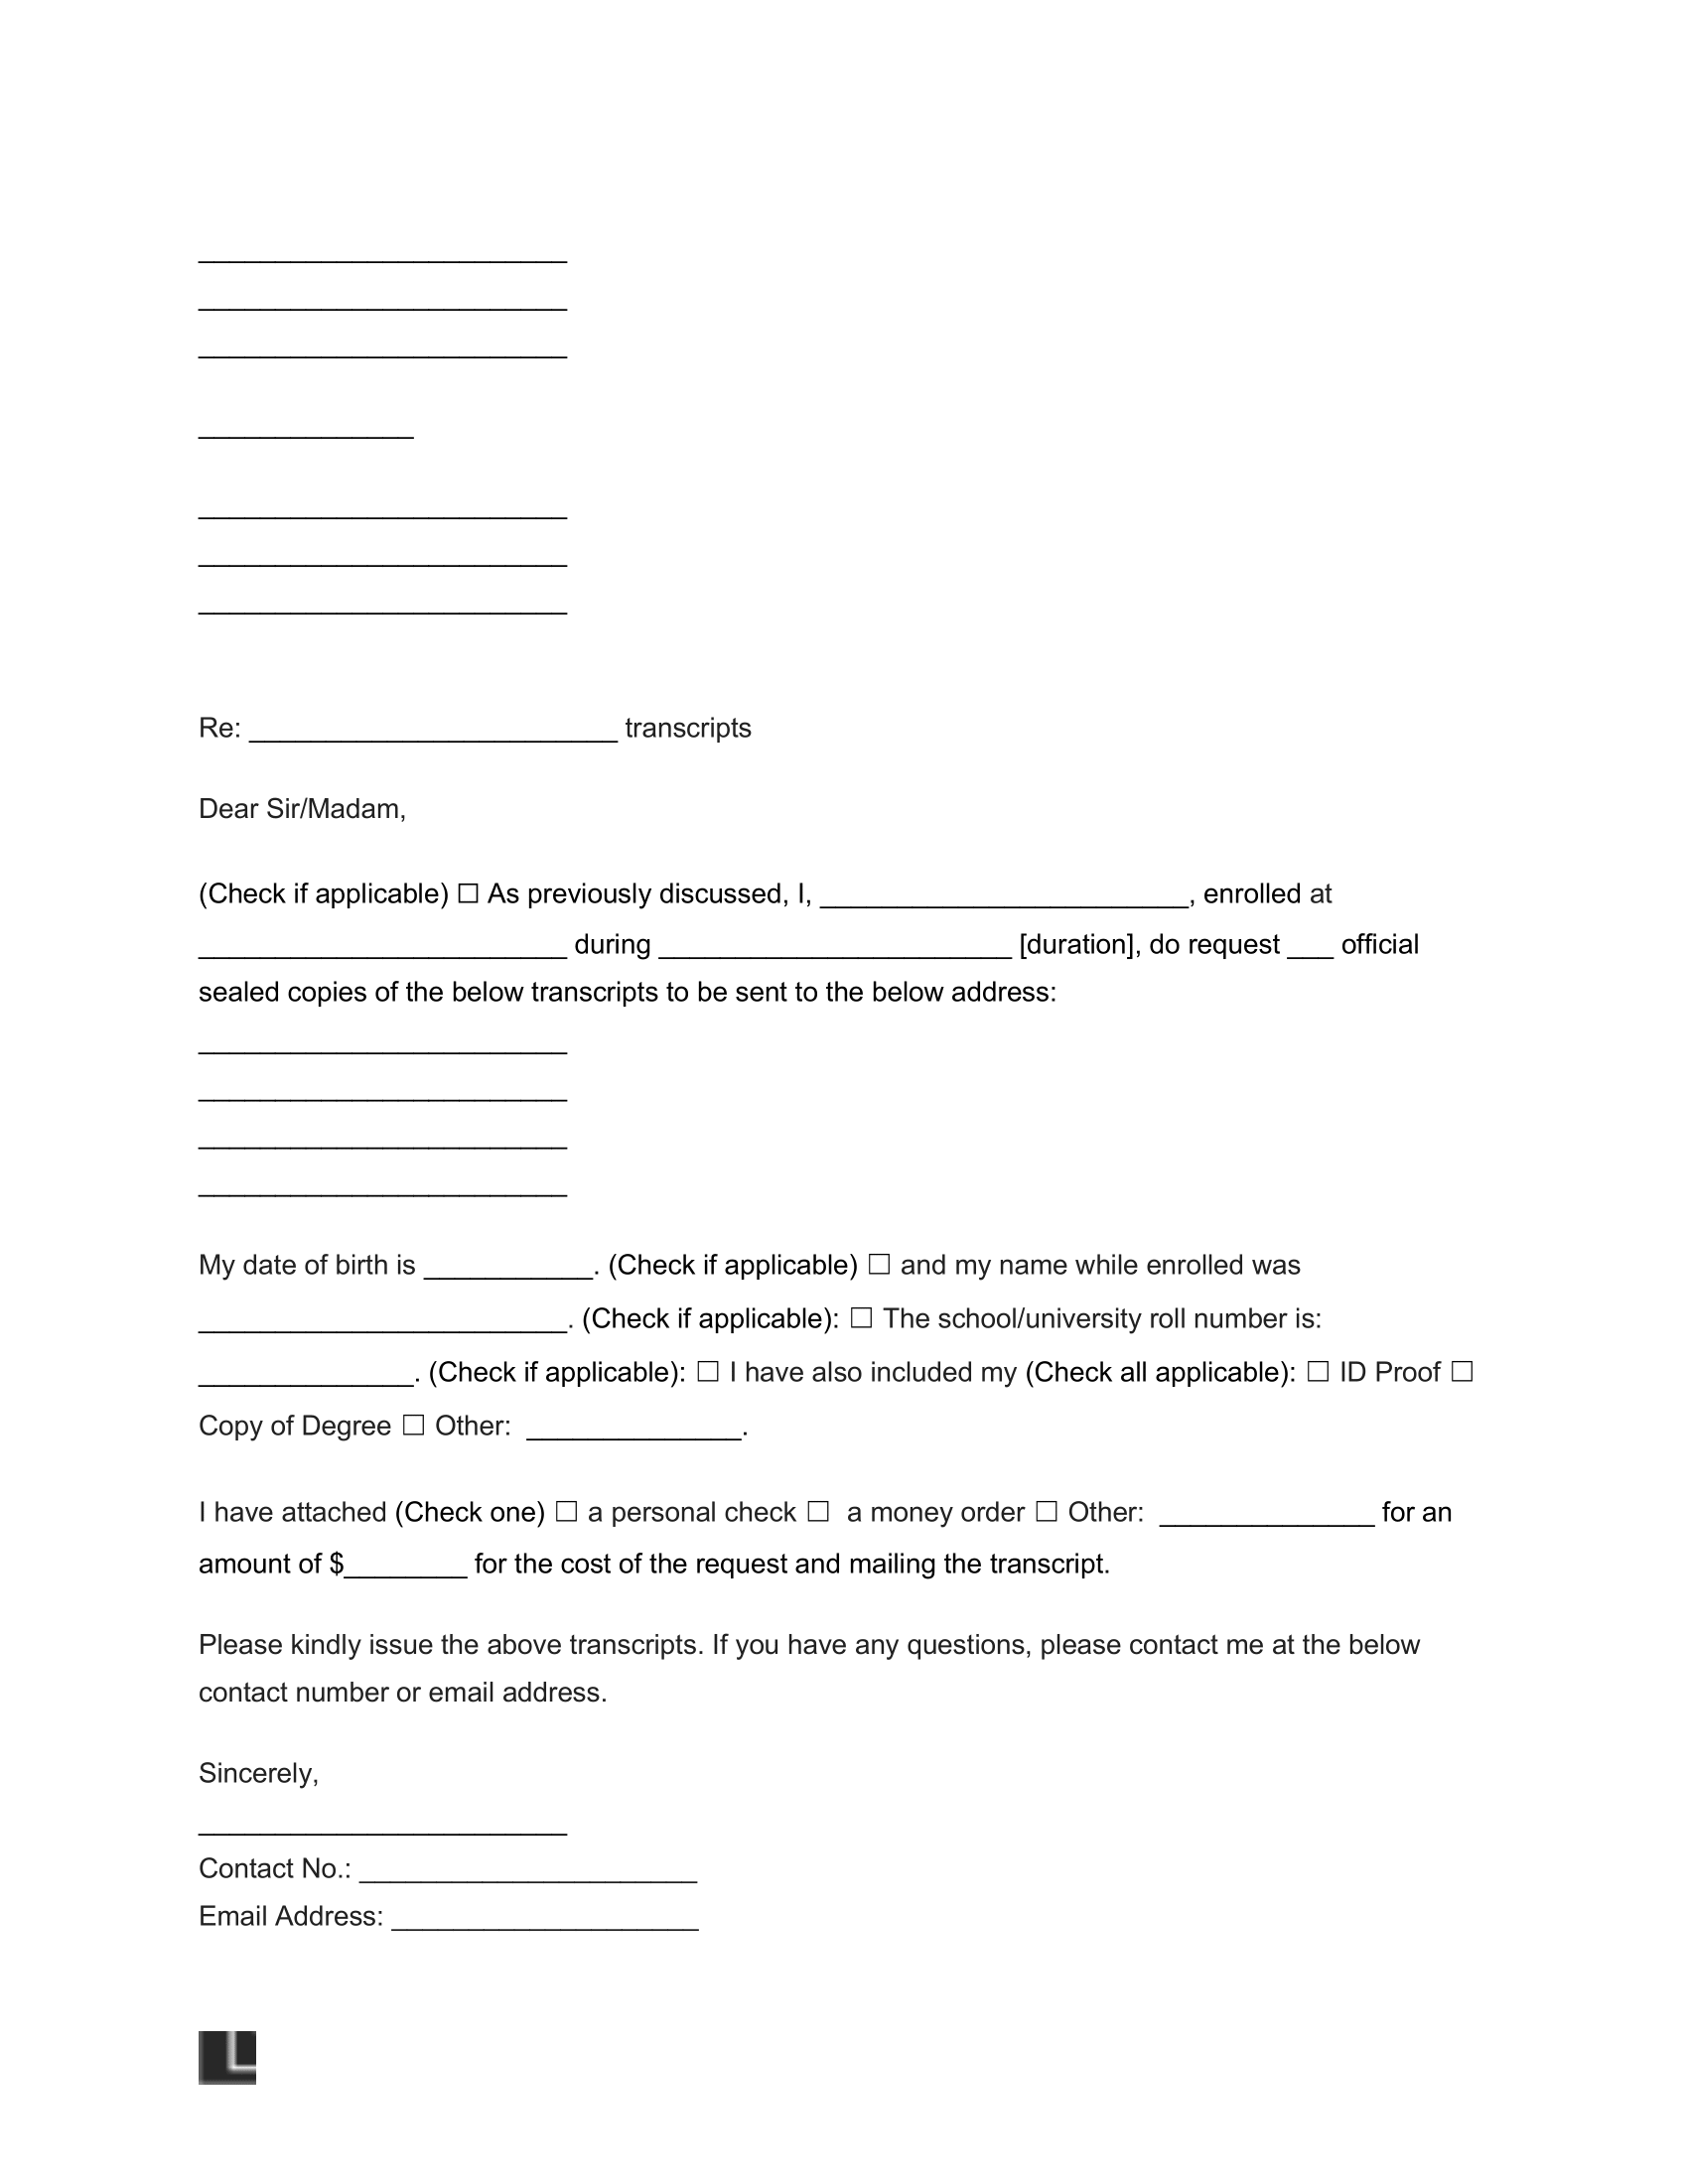 ________________________
________________________
________________________
______________
________________________
________________________
________________________
Re: ________________________ transcripts
Dear Sir/Madam,
(Check if applicable) ☐ As previously discussed, I, ________________________, enrolled at
________________________ during _______________________ [duration], do request ___ official
sealed copies of the below transcripts to be sent to the below address:
________________________
________________________
________________________
________________________
My date of birth is ___________. (Check if applicable) ☐ and my name while enrolled was
________________________. (Check if applicable): ☐ The school/university roll number is:
______________. (Check if applicable): ☐ I have also included my (Check all applicable): ☐ ID Proof ☐
Copy of Degree ☐ Other: ______________.
I have attached (Check one) ☐ a personal check ☐ a money order ☐ Other: ______________ for an
amount of $________ for the cost of the request and mailing the transcript.
Please kindly issue the above transcripts. If you have any questions, please contact me at the below
contact number or email address.
Sincerely,
________________________
Contact No.: ______________________
Email Address: ____________________